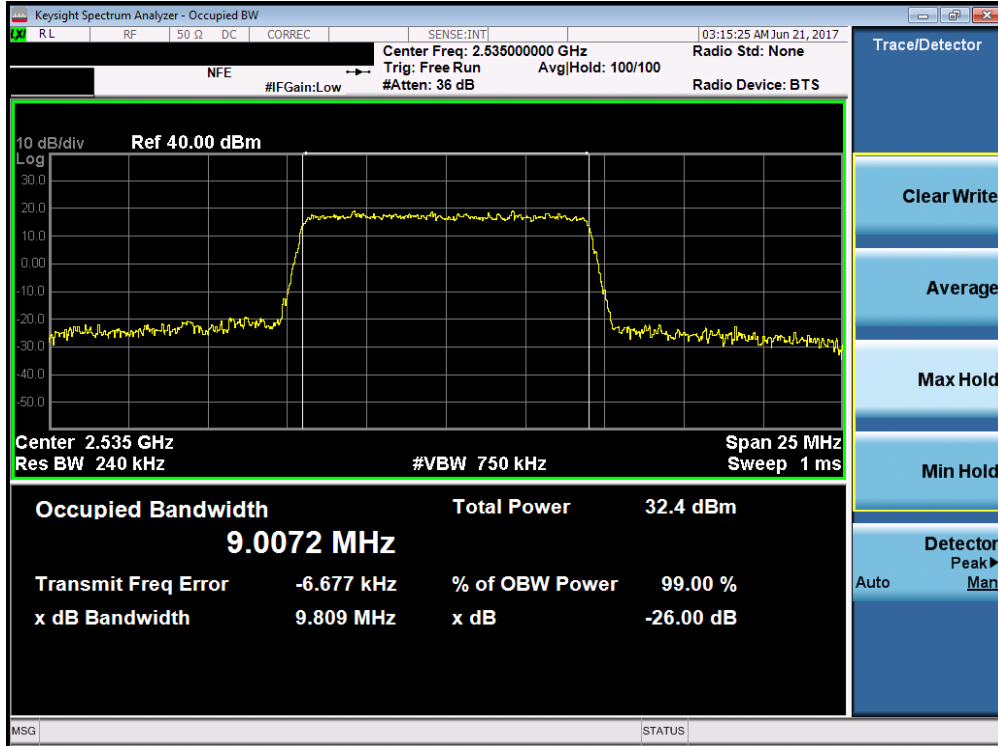 Keysight Spectrum Analyzer - Occupied BW
LXI RL RF 50 Ω DC CORREC SENSE:INT 03:15:25 AM Jun 21, 2017
Center Freq: 2.535000000 GHz Radio Std: None
NFE Trig: Free Run Avg|Hold: 100/100
#IFGain:Low #Atten: 36 dB Radio Device: BTS
10 dB/div Ref 40.00 dBm
Log
30.0
20.0
10.0
0.00
-10.0
-20.0
-30.0
-40.0
-50.0
Center 2.535 GHz Span 25 MHz
Res BW 240 kHz #VBW 750 kHz Sweep 1 ms
Occupied Bandwidth Total Power 32.4 dBm
9.0072 MHz
Transmit Freq Error -6.677 kHz % of OBW Power 99.00 %
x dB Bandwidth 9.809 MHz x dB -26.00 dB
MSG STATUS
Trace/Detector
Clear Write
Average
Max Hold
Min Hold
Detector
Peak▶
Auto Man